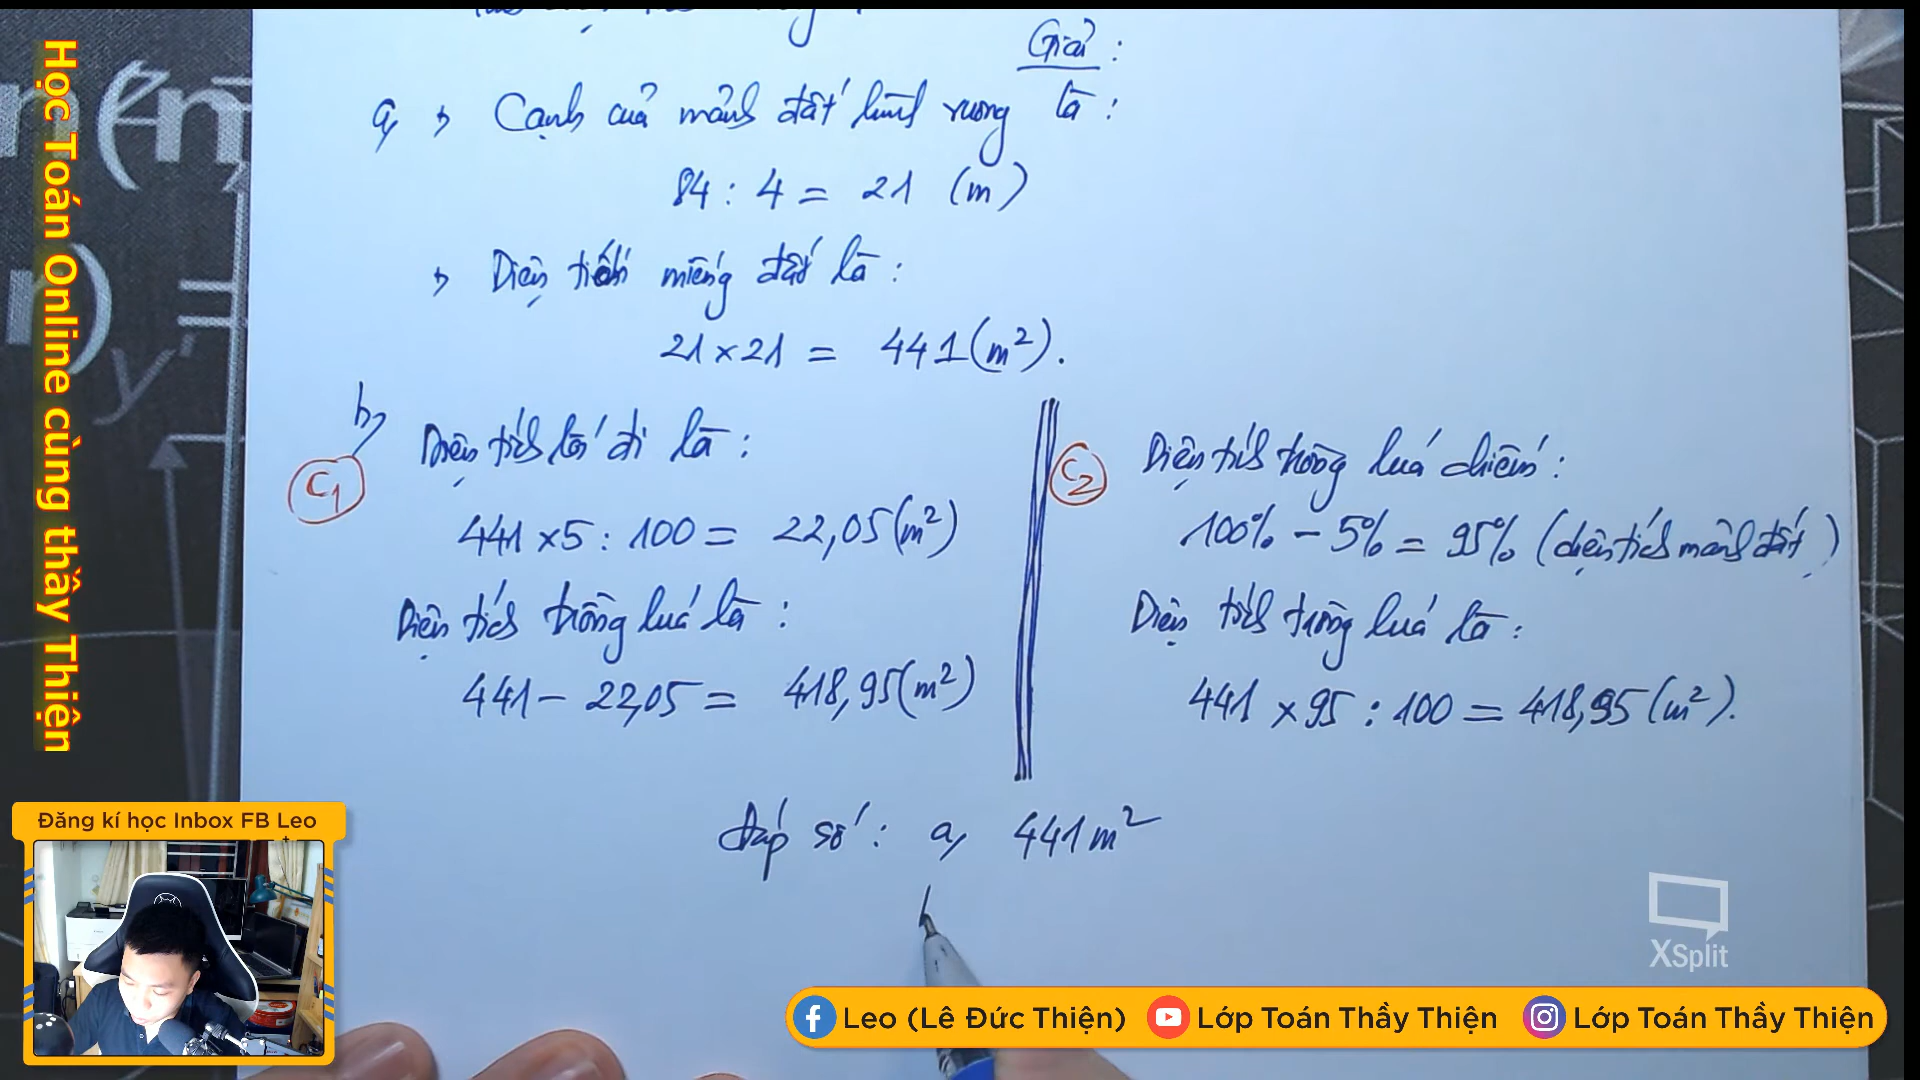 Học Toán Online cùng thầy Thiện
Giải :
a, Cạnh của mảnh đất hình vuông là :
84 : 4 = 21 (m)
Diện tích miếng đất là :
21 × 21 = 441 (m²).
b,
C1
Diện tích lối đi là :
441 × 5 : 100 = 22,05 (m²)
Diện tích trồng lúa là :
441 – 22,05 = 418,95 (m²)
C2
Diện tích trồng lúa chiếm :
100% – 5% = 95% (diện tích mảnh đất)
Diện tích trồng lúa là :
441 × 95 : 100 = 418,95 (m²).
Đáp số : a, 441 m²
Đăng kí học Inbox FB Leo
XSplit
Leo (Lê Đức Thiện) Lớp Toán Thầy Thiện Lớp Toán Thầy Thiện